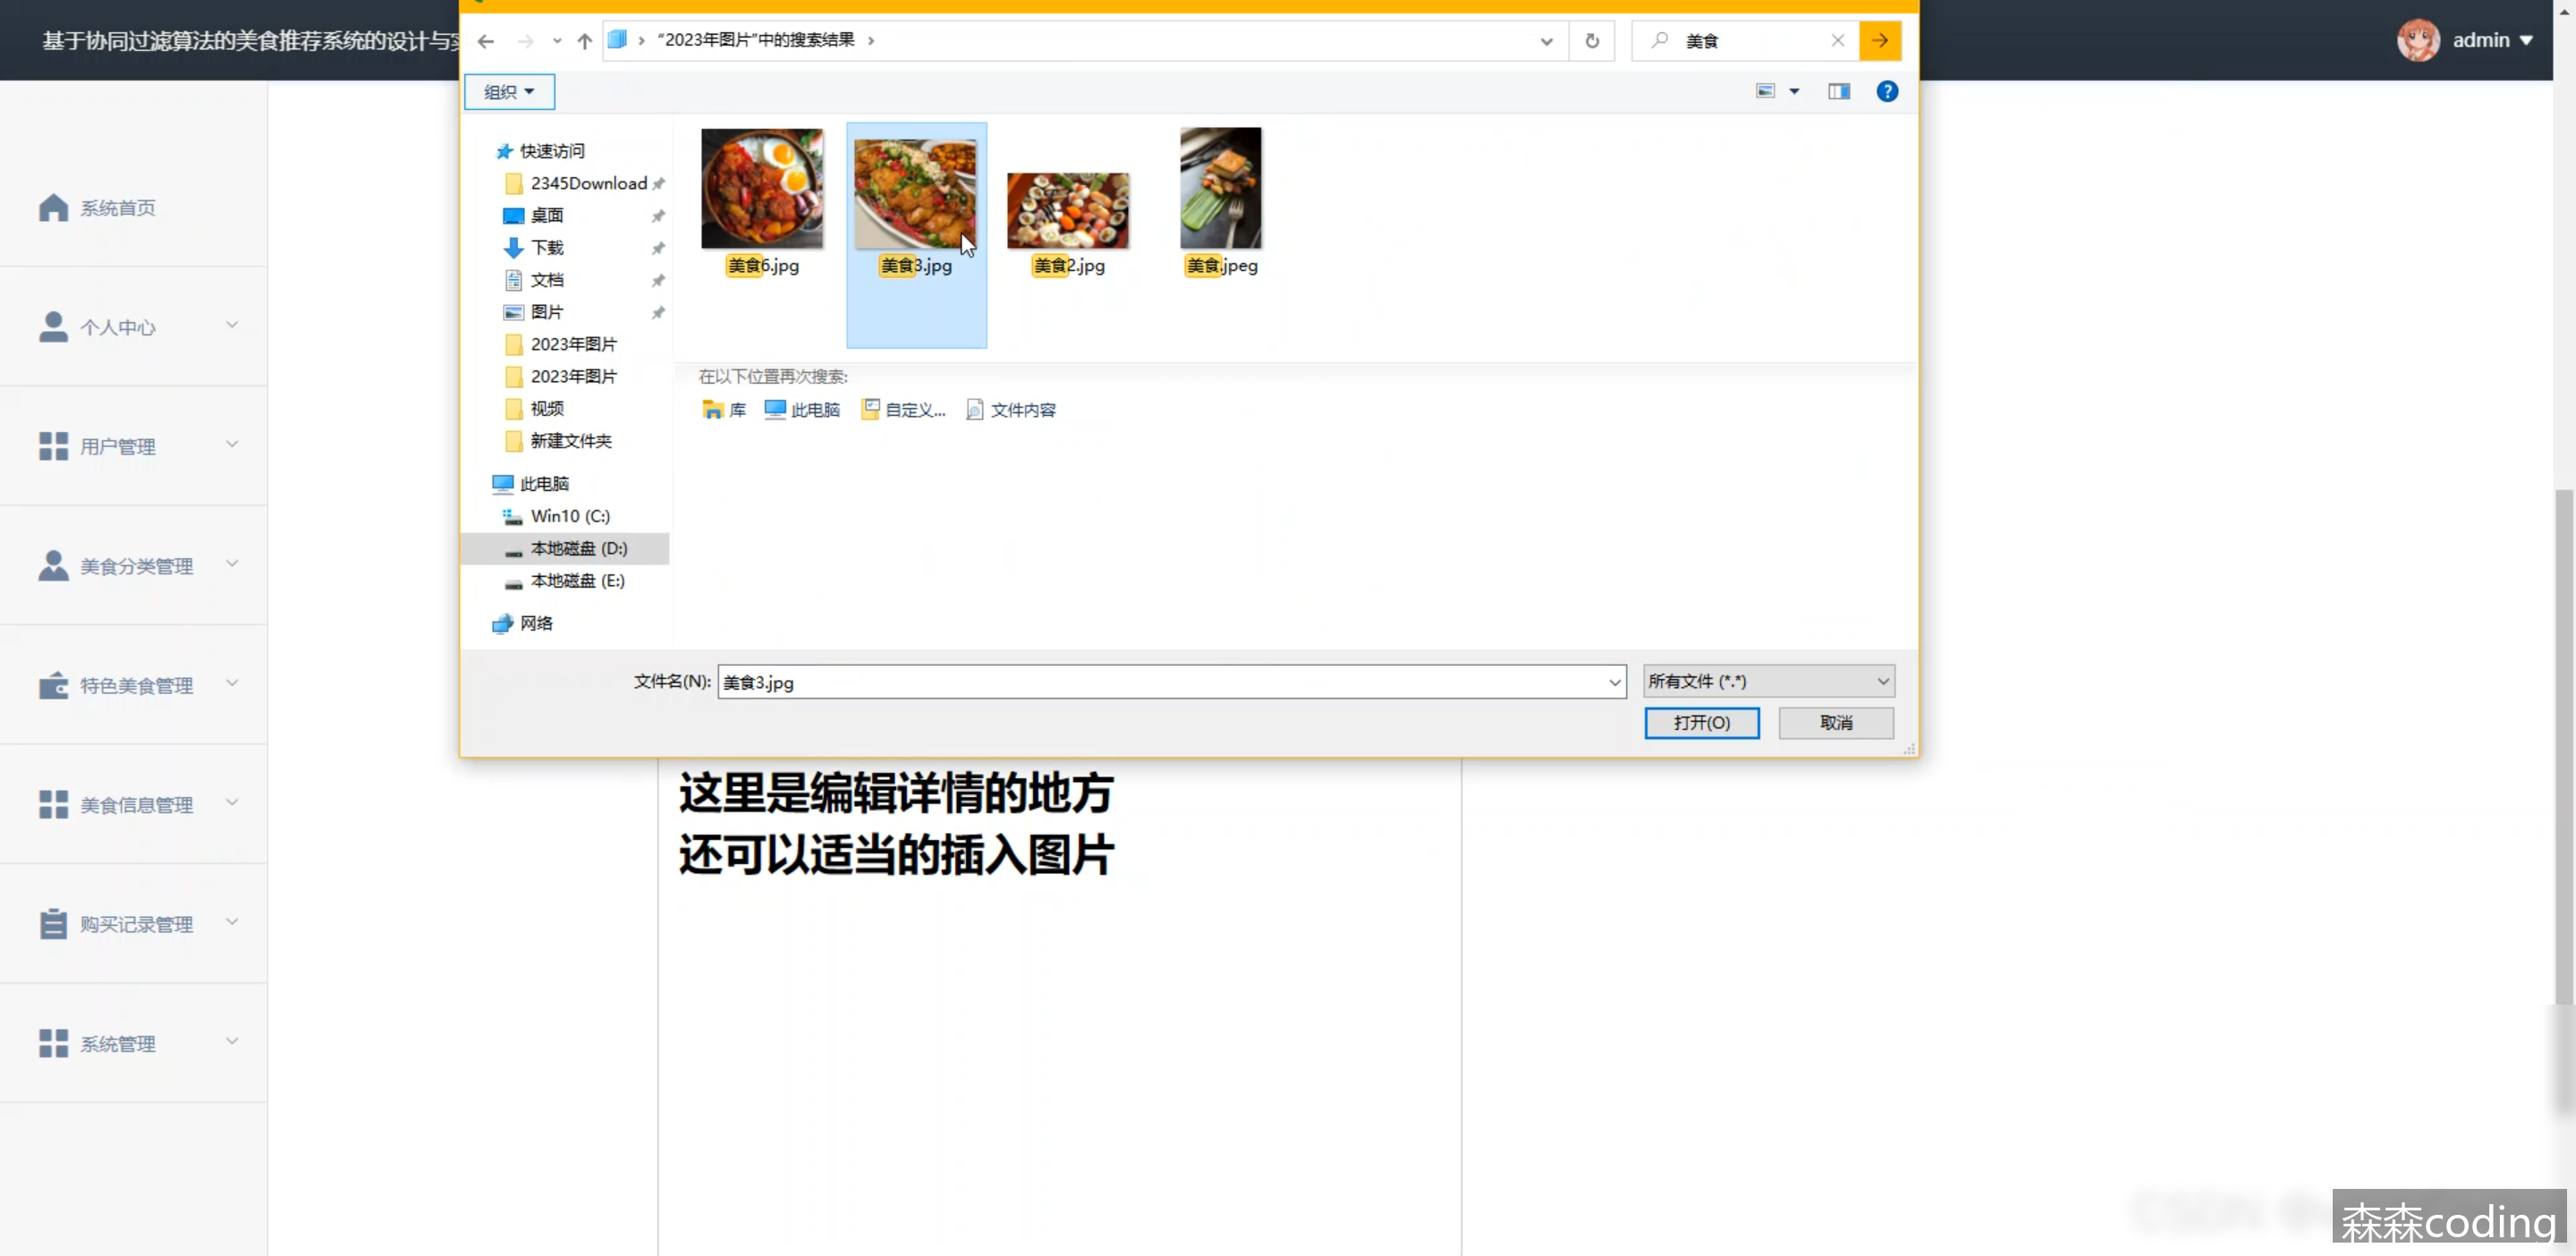 基于协同过滤算法的美食推荐系统的设计与
admin
“2023年图片”中的搜索结果
美食
组织
快速访问
2345Download
桌面
下载
文档
图片
2023年图片
2023年图片
视频
新建文件夹
此电脑
Win10 (C:)
本地磁盘 (D:)
本地磁盘 (E:)
网络
美食6.jpg
美食3.jpg
美食2.jpg
美食.jpeg
在以下位置再次搜索:
库
此电脑
自定义...
文件内容
文件名(N):
美食3.jpg
所有文件 (*.*)
打开(O)
取消
系统首页
个人中心
用户管理
美食分类管理
特色美食管理
美食信息管理
购买记录管理
系统管理
这里是编辑详情的地方
还可以适当的插入图片
森森coding